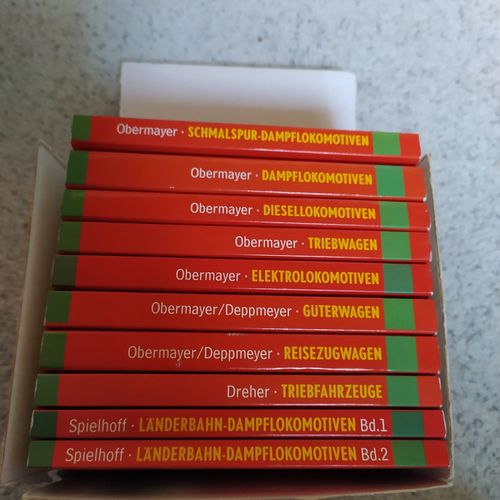 Obermayer · SCHMALSPUR-DAMPFLOKOMOTIVEN
Obermayer · DAMPFLOKOMOTIVEN
Obermayer · DIESELLOKOMOTIVEN
Obermayer · TRIEBWAGEN
Obermayer · ELEKTROLOKOMOTIVEN
Obermayer/Deppmeyer · GÜTERWAGEN
Obermayer/Deppmeyer · REISEZUGWAGEN
Dreher · TRIEBFAHRZEUGE
Spielhoff · LÄNDERBAHN-DAMPFLOKOMOTIVEN Bd.1
Spielhoff · LÄNDERBAHN-DAMPFLOKOMOTIVEN Bd.2